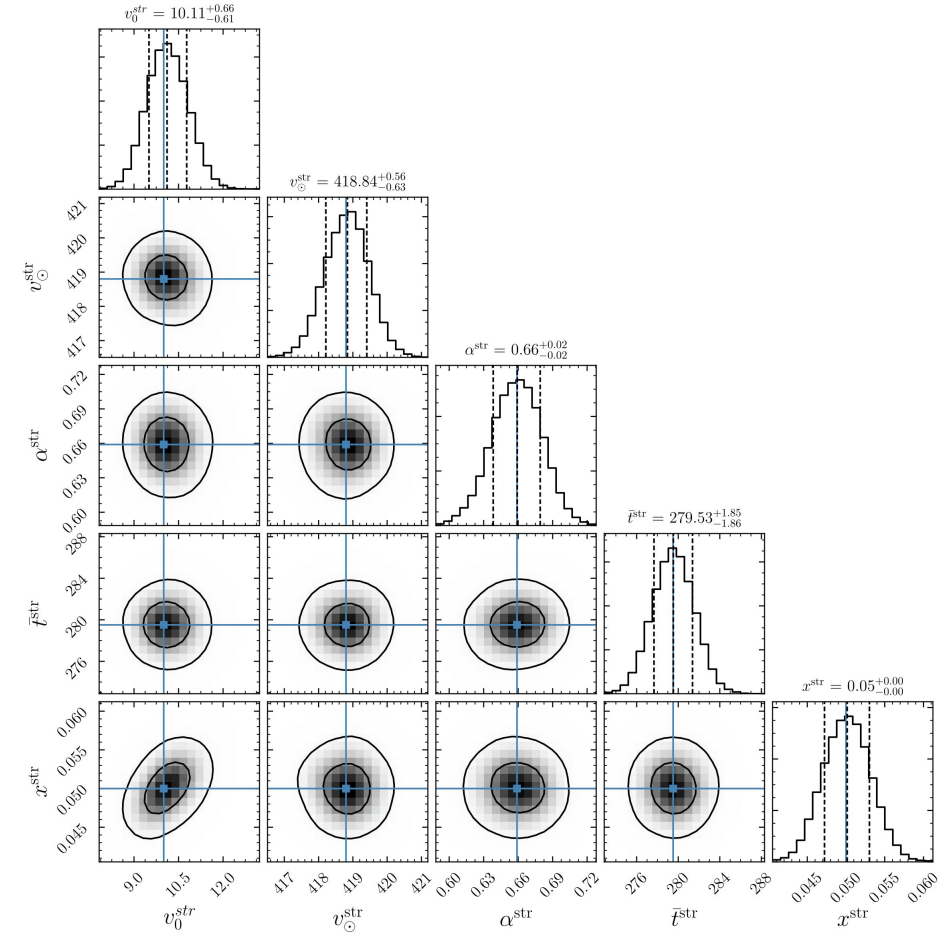 v₀^{str} = 10.11^{+0.66}_{−0.61}
v_⊙^{str} = 418.84^{+0.56}_{−0.63}
α^{str} = 0.66^{+0.02}_{−0.02}
t̄^{str} = 279.53^{+1.85}_{−1.86}
x^{str} = 0.05^{+0.00}_{−0.00}
421
420
419
418
417
v_⊙^{str}
0.72
0.69
0.66
0.63
0.60
α^{str}
288
284
280
276
t̄^{str}
0.060
0.055
0.050
0.045
x^{str}
9.0 10.5 12.0 417 418 419 420 421 0.60 0.63 0.66 0.69 0.72 276 280 284 288 0.045 0.050 0.055 0.060
v₀^{str} v_⊙^{str} α^{str} t̄^{str} x^{str}